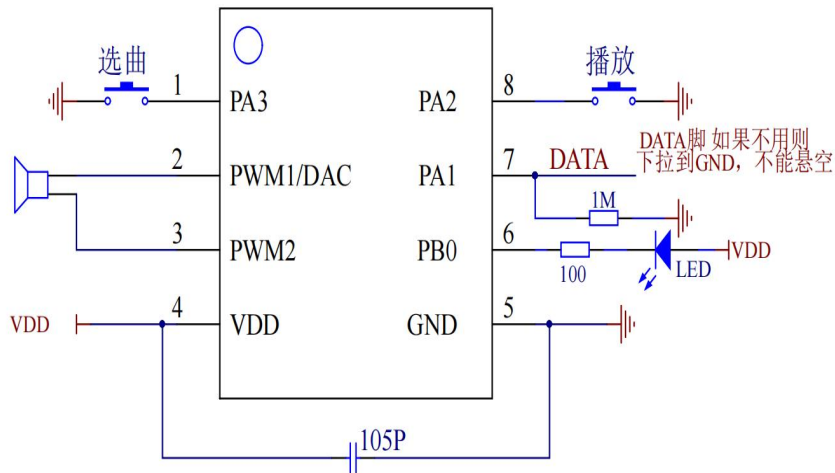 选曲
1
PA3
PA2
8
播放
2
PWM1/DAC
PA1
7
DATA
DATA脚 如果不用则
下拉到GND，不能悬空
1M
3
PWM2
PB0
6
100
LED
VDD
VDD
4
VDD
GND
5
105P